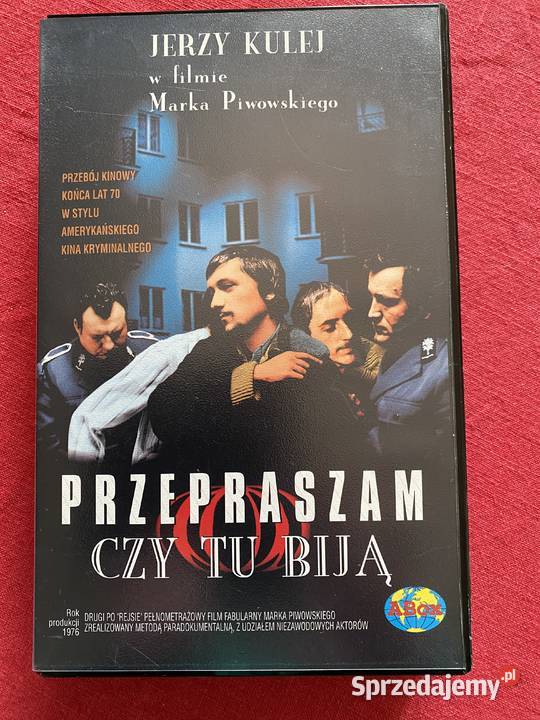 JERZY KULEJ
w filmie
Marka Piwowskiego
PRZEBÓJ KINOWY
KOŃCA LAT 70
W STYLU
AMERYKAŃSKIEGO
KINA KRYMINALNEGO
PRZEPRASZAM
CZY TU BIJĄ
Rok
produkcji
1976
DRUGI PO 'REJSIE' PEŁNOMETRAŻOWY FILM FABULARNY MARKA PIWOWSKIEGO
ZREALIZOWANY METODĄ PARADOKUMENTALNĄ, Z UDZIAŁEM NIEZAWODOWYCH AKTORÓW
A.Box
Sprzedajemy.pl